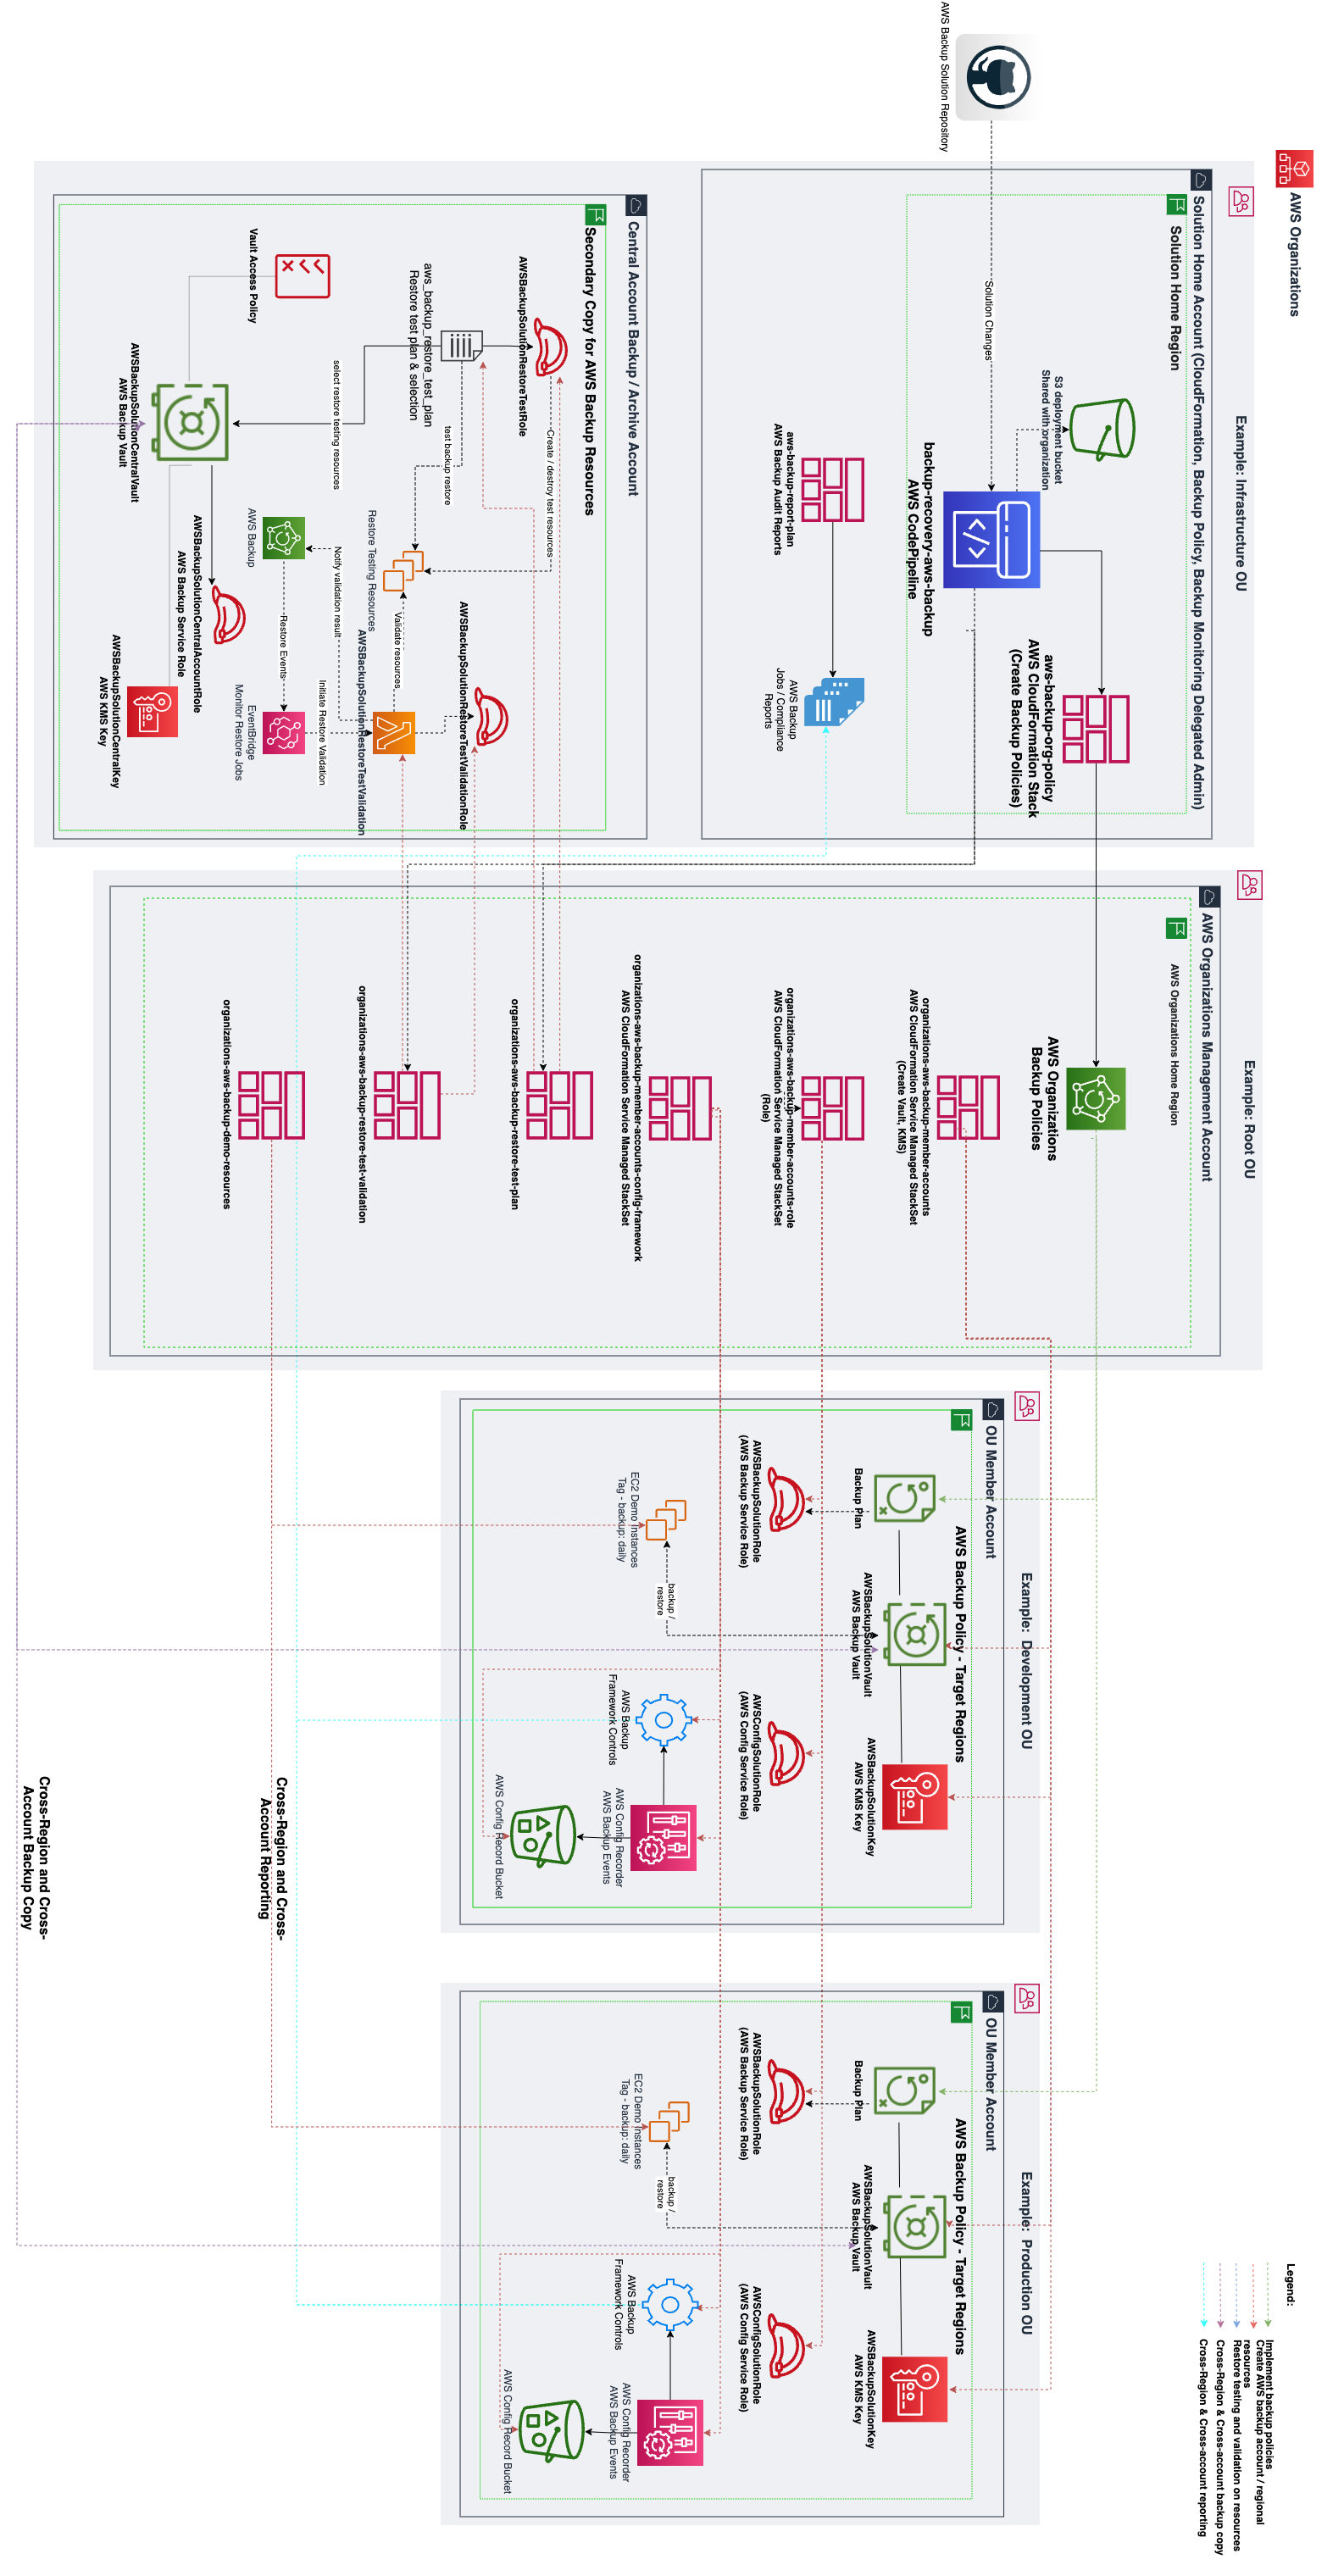 AWS Organizations
AWS Backup Solution Repository
Example: Infrastructure OU
Solution Home Account (CloudFormation, Backup Policy, Backup Monitoring Delegated Admin)
Solution Home Region
Solution Changes
S3 deployment bucket
Shared with organization
backup-recovery-aws-backup
AWS CodePipeline
aws-backup-org-policy
AWS CloudFormation Stack
(Create Backup Policies)
aws-backup-report-plan
AWS Backup Audit Reports
AWS Backup
Jobs / Compliance
Reports
Central Account Backup / Archive Account
Secondary Copy for AWS Backup Resources
AWSBackupSolutionRestoreTestRole
Create / destroy test resources
aws_backup_restore_test_plan
Restore test plan & selection
test backup restore
select restore testing resources
Restore Testing Resources
Validate resources
AWSBackupSolutionRestoreTestValidationRole
AWSBackupSolutionRestoreTestValidation
Notify validation result
Initiate Restore Validation
AWS Backup
Restore Events
EventBridge
Monitor Restore Jobs
Vault Access Policy
AWSBackupSolutionCentralVault
AWS Backup Vault
AWSBackupSolutionCentralAccountRole
AWS Backup Service Role
AWSBackupSolutionCentralKey
AWS KMS Key
Example: Root OU
AWS Organizations Management Account
AWS Organizations Home Region
AWS Organizations
Backup Policies
organizations-aws-backup-member-accounts
AWS CloudFormation Service Managed StackSet
(Create Vault, KMS)
organizations-aws-backup-member-accounts-role
AWS CloudFormation Service Managed StackSet
(Role)
organizations-aws-backup-member-accounts-config-framework
AWS CloudFormation Service Managed StackSet
organizations-aws-backup-restore-test-plan
organizations-aws-backup-restore-test-validation
organizations-aws-backup-demo-resources
Example: Development OU
OU Member Account
AWS Backup Policy - Target Regions
Backup Plan
AWSBackupSolutionVault
AWS Backup Vault
AWSBackupSolutionKey
AWS KMS Key
AWSBackupSolutionRole
(AWS Backup Service Role)
AWSConfigSolutionRole
(AWS Config Service Role)
EC2 Demo Instances
Tag - backup: daily
backup /
restore
AWS Backup
Framework Controls
AWS Config Recorder
AWS Backup Events
AWS Config Record Bucket
Example: Production OU
OU Member Account
AWS Backup Policy - Target Regions
Backup Plan
AWSBackupSolutionVault
AWS Backup Vault
AWSBackupSolutionKey
AWS KMS Key
AWSBackupSolutionRole
(AWS Backup Service Role)
AWSConfigSolutionRole
(AWS Config Service Role)
EC2 Demo Instances
Tag - backup: daily
backup /
restore
AWS Backup
Framework Controls
AWS Config Recorder
AWS Backup Events
AWS Config Record Bucket
Cross-Region and Cross-
Account Reporting
Cross-Region and Cross-
Account Backup Copy
Legend:
Implement backup policies
Create AWS backup account / regional
resources
Restore testing and validation on resources
Cross-Region & Cross-account backup copy
Cross-Region & Cross-account reporting